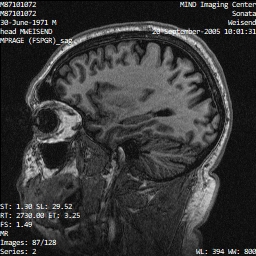 M87101072
M87101072
30-June-1971 M
head MWEISEND
MPRAGE (FSPGR)_sag
MIND Imaging Center
Sonata
Weisend
20-September-2005 10:01:31
ST: 1.30 SL: 29.52
RT: 2730.00 ET: 3.25
FS: 1.49
MR
Images: 87/128
Series: 2
WL: 394 WW: 800